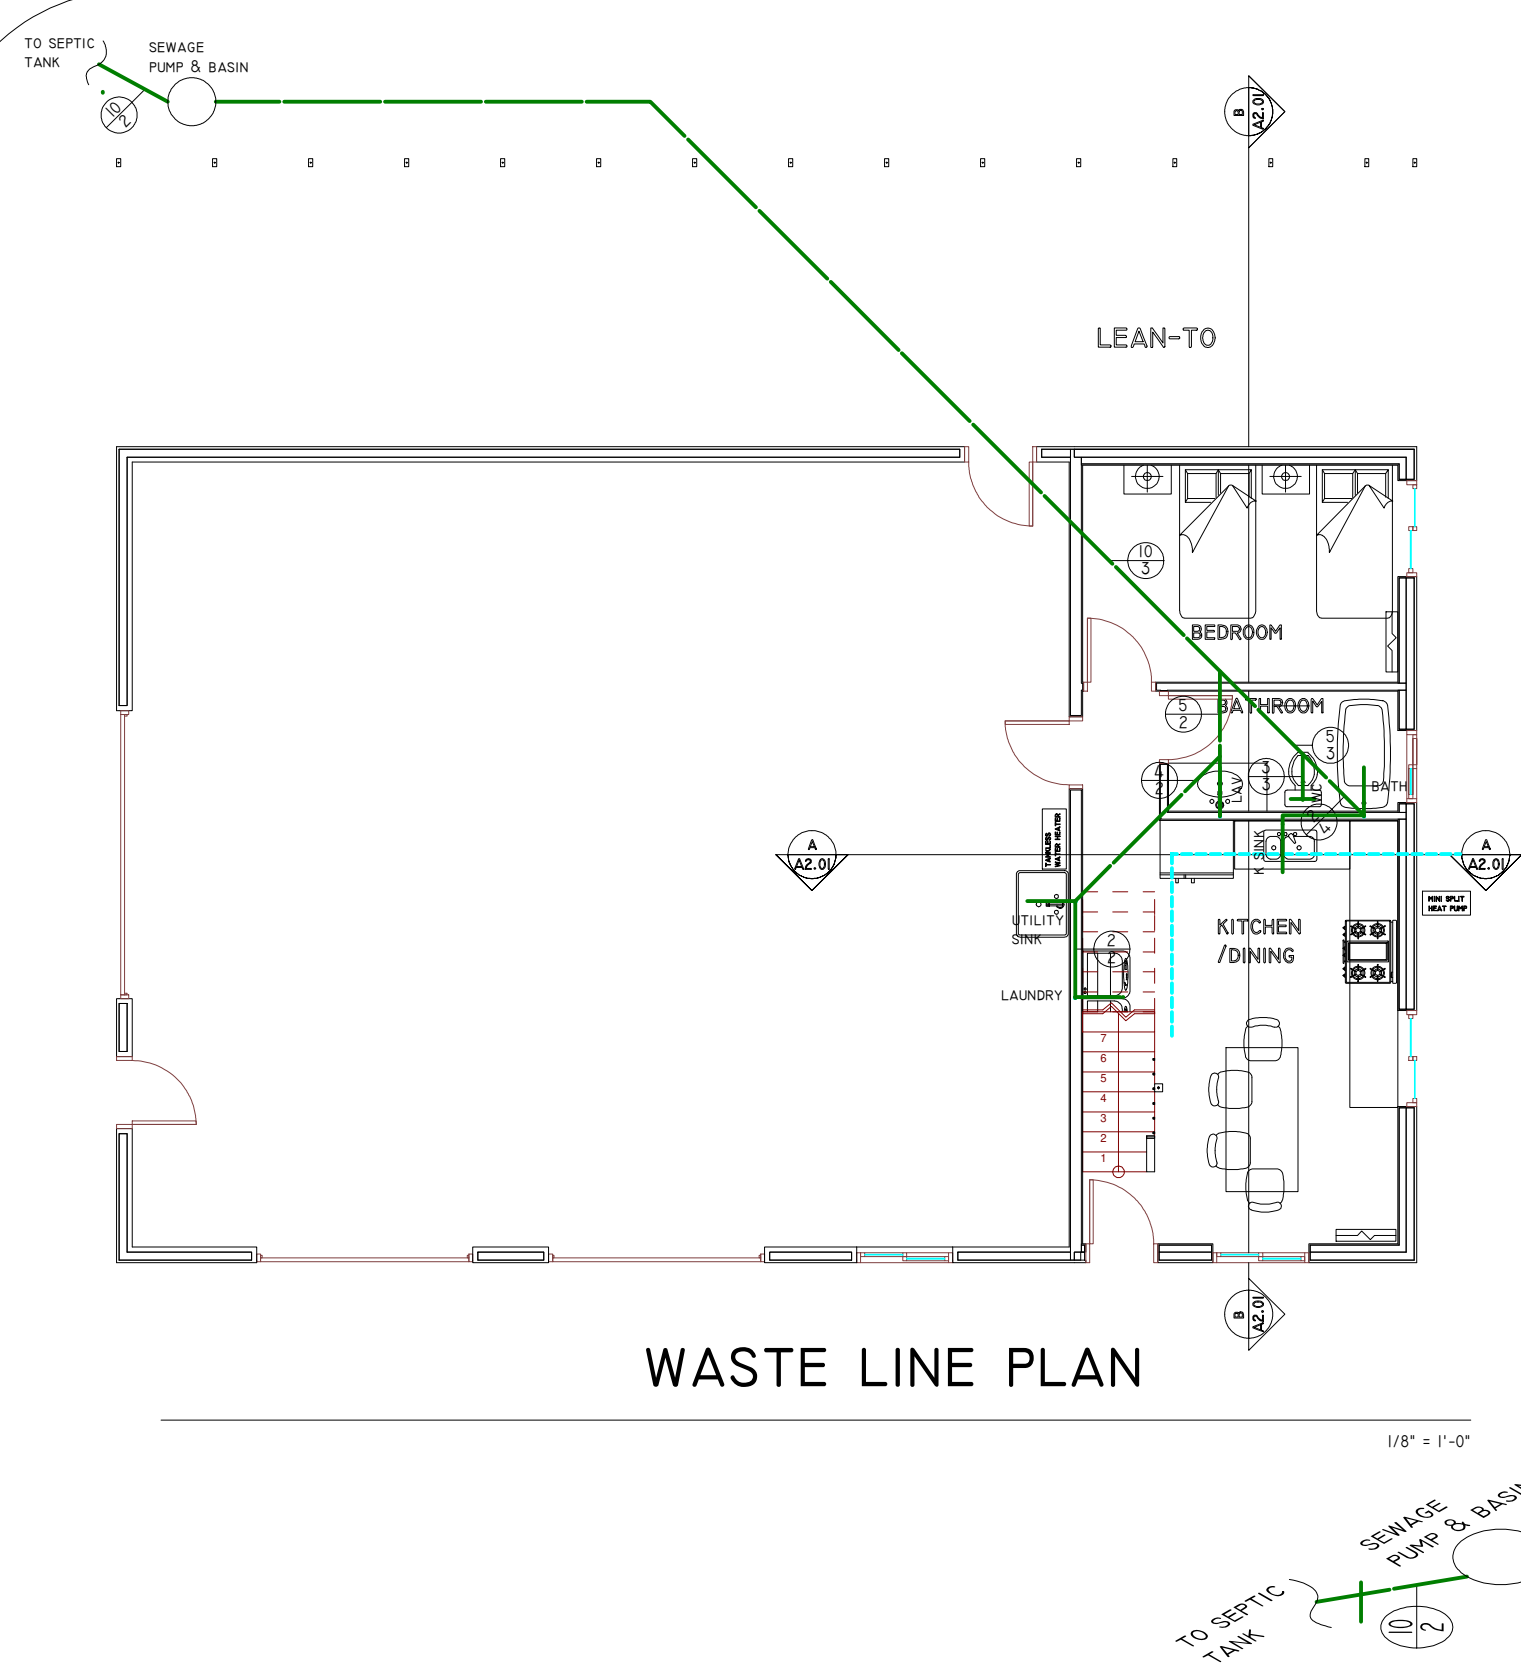 TO SEPTIC
TANK
SEWAGE
PUMP & BASIN
10
2
B
A2.01
LEAN-TO
10
3
BEDROOM
5
2
BATHROOM
5
3
4
2
LAV
3
3
WC
BATH
4
K SINK
TANKLESS
WATER HEATER
A
A2.01
A
A2.01
MINI SPLIT
HEAT PUMP
UTILITY
SINK
2
2
KITCHEN
/DINING
LAUNDRY
7
6
5
4
3
2
1
B
A2.01
WASTE LINE PLAN
1/8" = 1'-0"
SEWAGE
PUMP & BASIN
TO SEPTIC
TANK
10
2